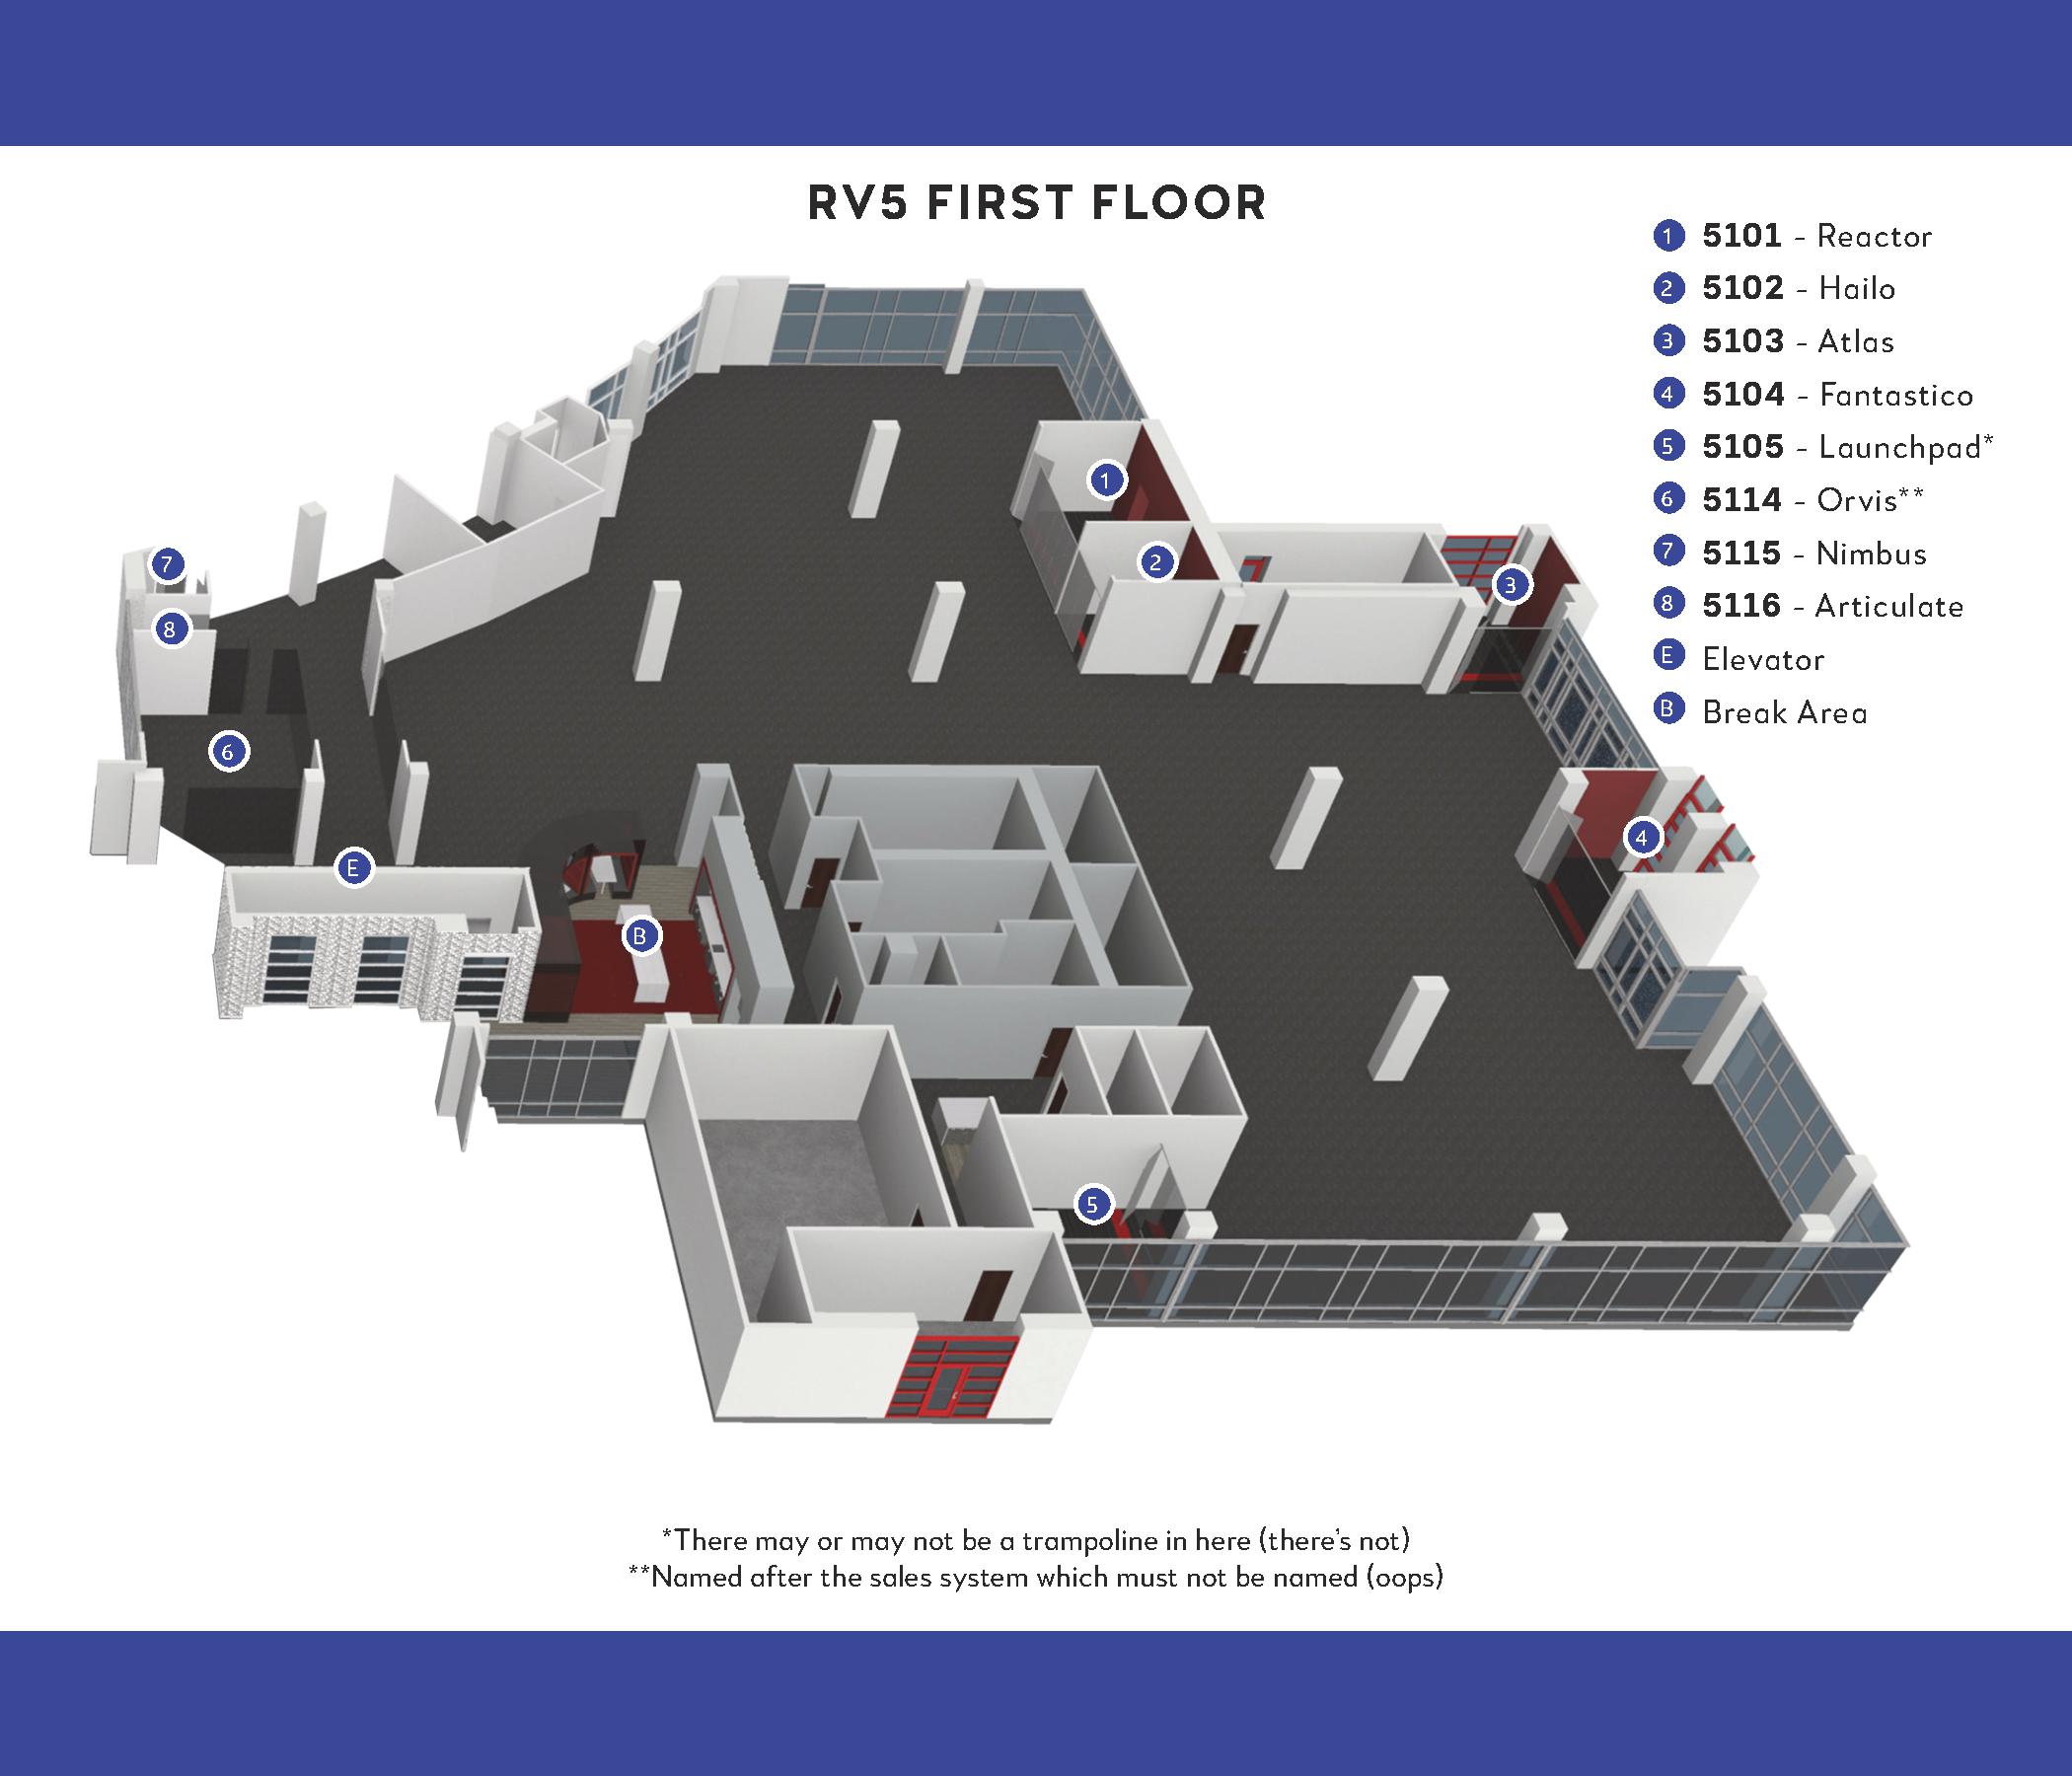 RV5 FIRST FLOOR
1 5101 - Reactor
2 5102 - Hailo
3 5103 - Atlas
4 5104 - Fantastico
5 5105 - Launchpad*
6 5114 - Orvis**
7 5115 - Nimbus
8 5116 - Articulate
E Elevator
B Break Area
1
2
3
7
8
6
4
E
B
5
*There may or may not be a trampoline in here (there's not)
**Named after the sales system which must not be named (oops)